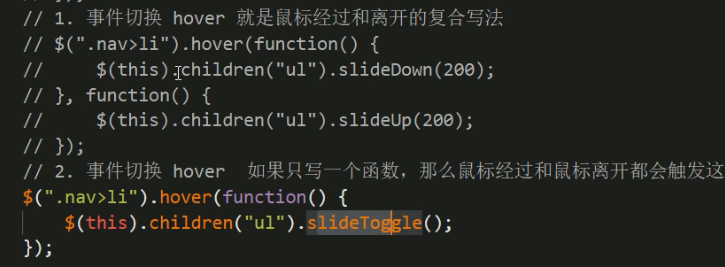 // 1. 事件切换 hover 就是鼠标经过和离开的复合写法
// $(".nav>li").hover(function() {
//     $(this).children("ul").slideDown(200);
// }, function() {
//     $(this).children("ul").slideUp(200);
// });
// 2. 事件切换 hover  如果只写一个函数，那么鼠标经过和鼠标离开都会触发这
$(".nav>li").hover(function() {
    $(this).children("ul").slideToggle();
});